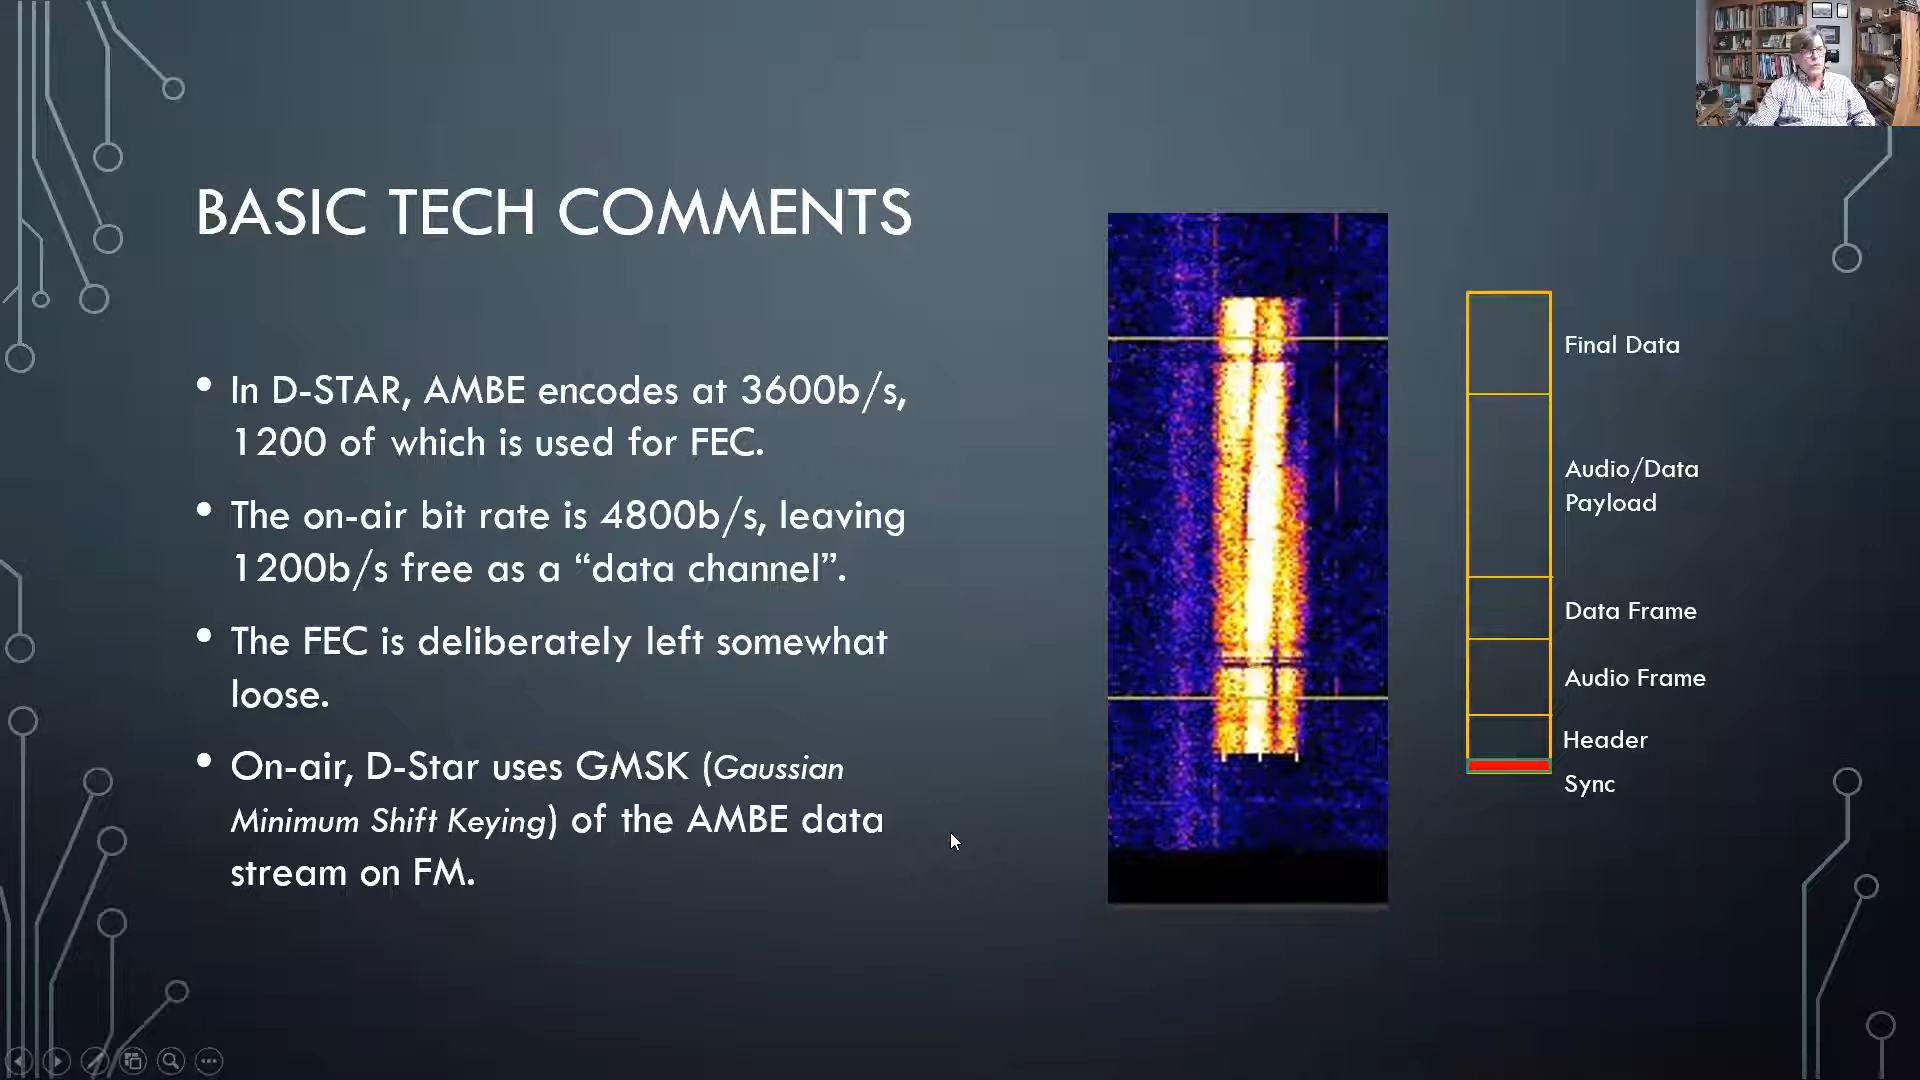 BASIC TECH COMMENTS
• In D-STAR, AMBE encodes at 3600b/s,
1200 of which is used for FEC.
• The on-air bit rate is 4800b/s, leaving
1200b/s free as a “data channel”.
• The FEC is deliberately left somewhat
loose.
• On-air, D-Star uses GMSK (Gaussian
Minimum Shift Keying) of the AMBE data
stream on FM.
Final Data
Audio/Data
Payload
Data Frame
Audio Frame
Header
Sync